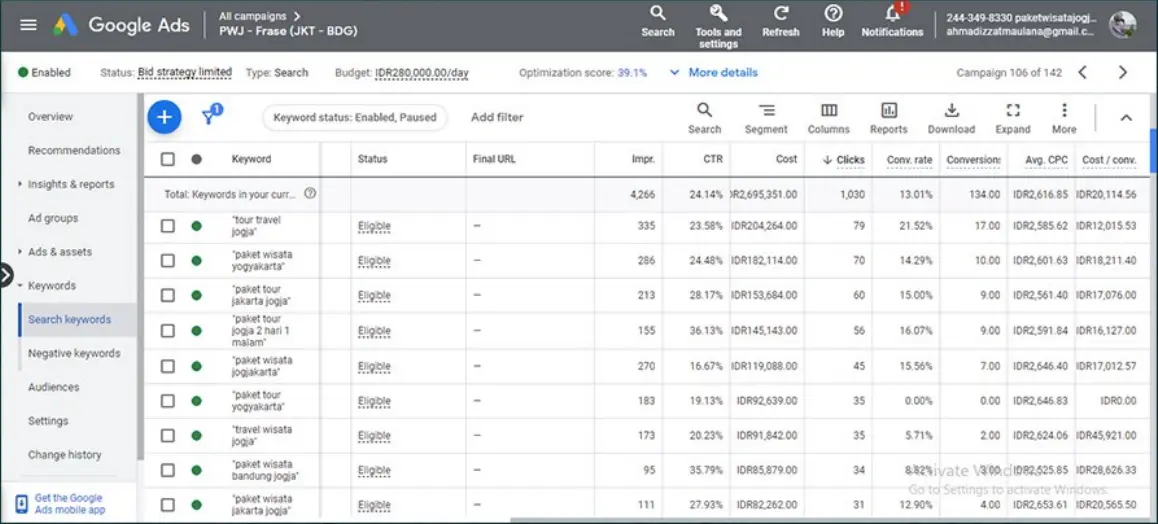 Google Ads
All campaigns
PWJ - Frase (JKT - BDG)
Search
Tools and
settings
Refresh
Help
Notifications
244-349-8330 paketwisatajogj...
ahmadizzatmaulana@gmail.c...
Enabled
Status: Bid strategy limited Type: Search Budget: IDR280,000.00/day Optimization score: 39.1% More details
Campaign 106 of 142
Overview
Recommendations
Insights & reports
Ad groups
Ads & assets
Keywords
Search keywords
Negative keywords
Audiences
Settings
Change history
Get the Google
Ads mobile app
1
Keyword status: Enabled, Paused
Add filter
Search
Segment
Columns
Reports
Download
Expand
More
Keyword Status Final URL Impr. CTR Cost Clicks Conv. rate Conversions Avg. CPC Cost / conv.
Total: Keywords in your curr... 4,266 24.14% DR2,695,351.00 1,030 13.01% 134.00 IDR2,616.85 IDR20,114.56
"tour travel
jogja" Eligible – 335 23.58% IDR204,264.00 79 21.52% 17.00 IDR2,585.62 IDR12,015.53
"paket wisata
yogyakarta" Eligible – 286 24.48% IDR182,114.00 70 14.29% 10.00 IDR2,601.63 IDR18,211.40
"paket tour
jakarta jogja" Eligible – 213 28.17% IDR153,684.00 60 15.00% 9.00 IDR2,561.40 IDR17,076.00
"paket tour
jogja 2 hari 1
malam" Eligible – 155 36.13% IDR145,143.00 56 16.07% 9.00 IDR2,591.84 IDR16,127.00
"paket wisata
jogjakarta" Eligible – 270 16.67% IDR119,088.00 45 15.56% 7.00 IDR2,646.40 IDR17,012.57
"paket tour
yogyakarta" Eligible – 183 19.13% IDR92,639.00 35 0.00% 0.00 IDR2,646.83 IDR0.00
"travel wisata
jogja" Eligible – 173 20.23% IDR91,842.00 35 5.71% 2.00 IDR2,624.06 IDR45,921.00
"paket wisata
bandung jogja" Eligible – 95 35.79% IDR85,879.00 34 8.82% 3.00 IDR2,525.85 IDR28,626.33
"paket wisata
jakarta jogja" Eligible – 111 27.93% IDR82,262.00 31 12.90% 4.00 IDR2,653.61 IDR20,565.50
Activate Windows
Go to Settings to activate Windows.